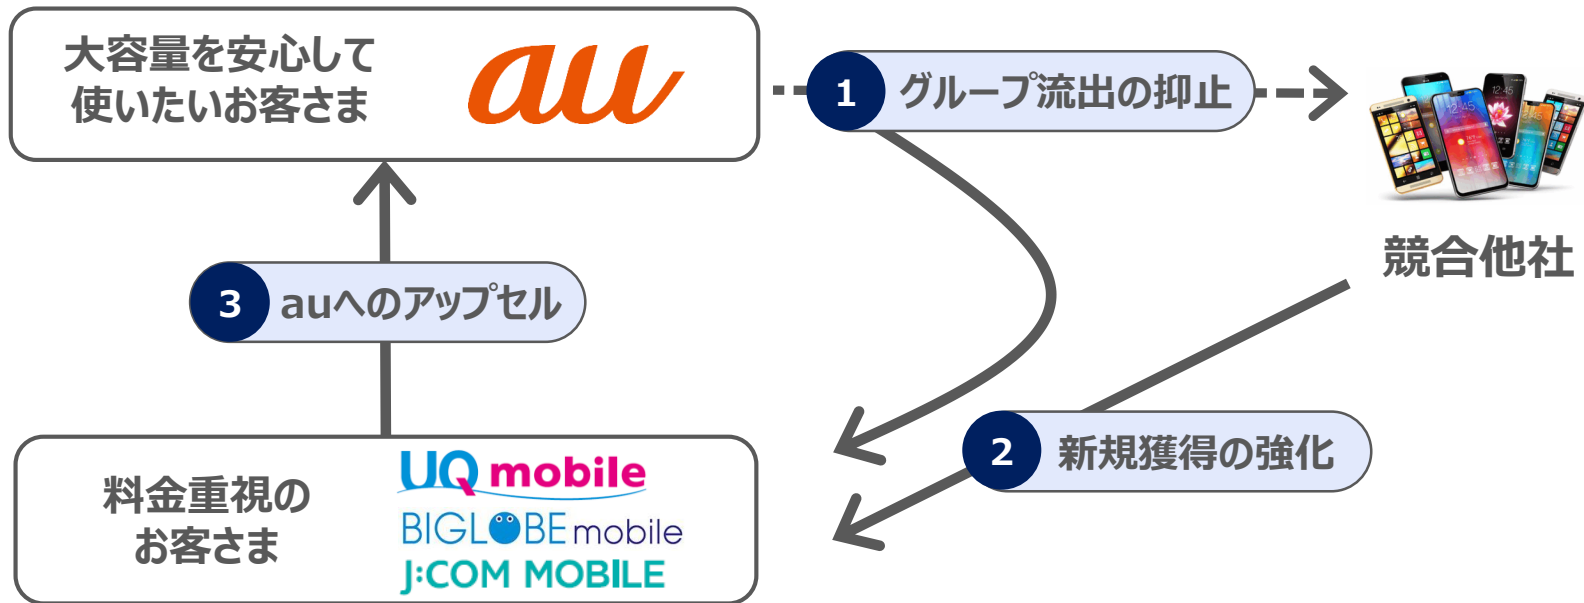 大容量を安心して
使いたいお客さま
au
1 グループ流出の抑止
競合他社
3 auへのアップセル
2 新規獲得の強化
料金重視の
お客さま
UQ mobile
BIGLOBE mobile
J:COM MOBILE